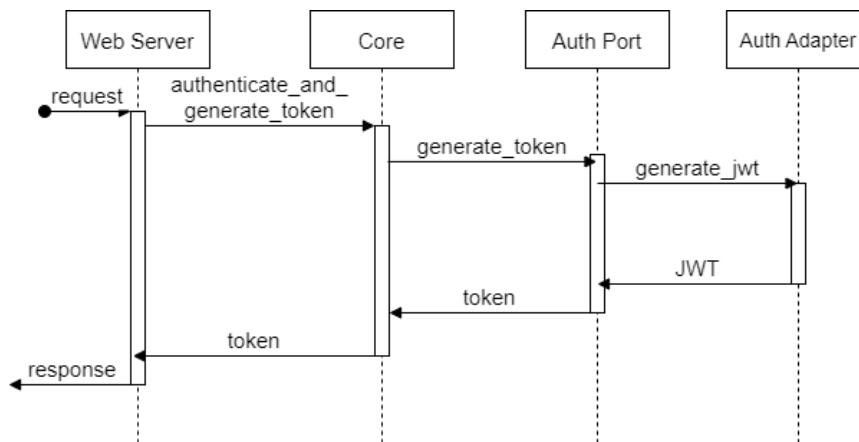 Web Server
Core
Auth Port
Auth Adapter
request
authenticate_and_
generate_token
generate_token
generate_jwt
JWT
token
token
response